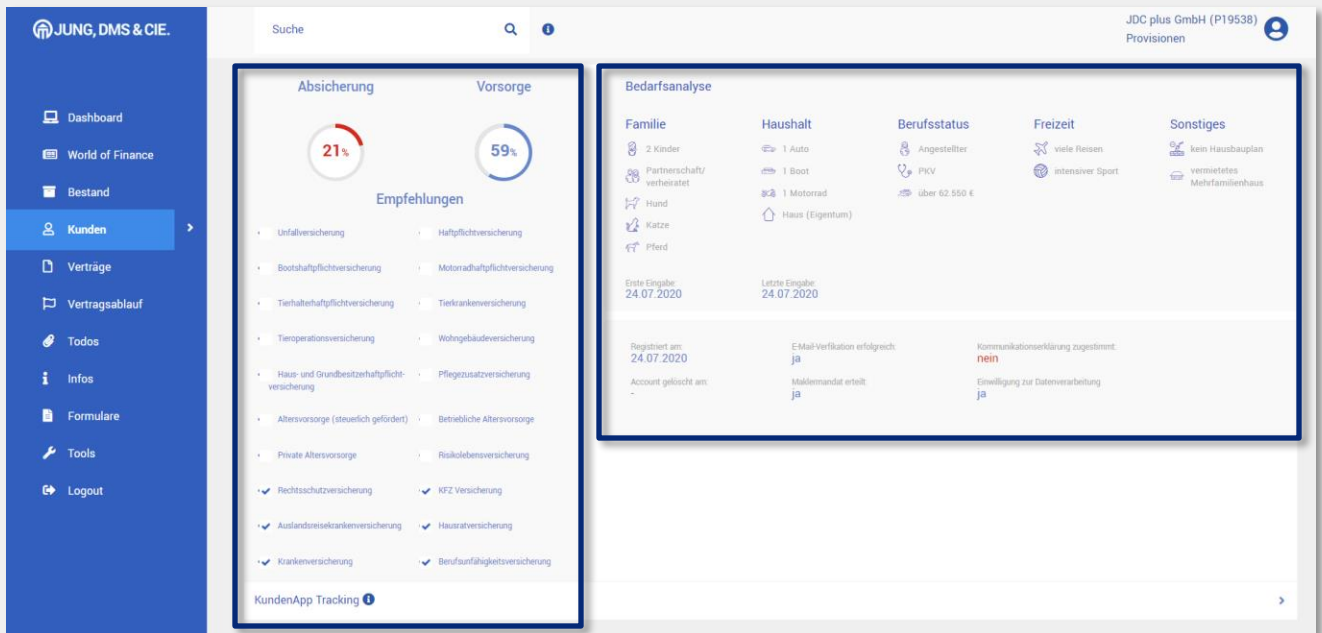 JUNG, DMS & CIE.
Suche
JDC plus GmbH (P19538)
Provisionen
Dashboard
World of Finance
Bestand
Kunden
Verträge
Vertragsablauf
Todos
Infos
Formulare
Tools
Logout
Absicherung
Vorsorge
21%
59%
Empfehlungen
Unfallversicherung
Haftpflichtversicherung
Bootshaftpflichtversicherung
Motorradhaftpflichtversicherung
Tierhalterhaftpflichtversicherung
Tierkrankenversicherung
Tieroperationsversicherung
Wohngebäudeversicherung
Haus- und Grundbesitzerhaftpflicht-
versicherung
Pflegezusatzversicherung
Altersvorsorge (steuerlich gefördert)
Betriebliche Altersvorsorge
Private Altersvorsorge
Risikolebensversicherung
Rechtsschutzversicherung
KFZ Versicherung
Auslandsreisekrankenversicherung
Hausratversicherung
Krankenversicherung
Berufsunfähigkeitsversicherung
KundenApp Tracking
Bedarfsanalyse
Familie
2 Kinder
Partnerschaft/
verheiratet
Hund
Katze
Pferd
Haushalt
1 Auto
1 Boot
1 Motorrad
Haus (Eigentum)
Berufsstatus
Angestellter
PKV
über 62.550 €
Freizeit
viele Reisen
intensiver Sport
Sonstiges
kein Hausbauplan
vermietetes
Mehrfamilienhaus
Erste Eingabe:
24.07.2020
Letzte Eingabe:
24.07.2020
Registriert am:
24.07.2020
E-Mail-Verfikation erfolgreich:
ja
Kommunikationserklärung zugestimmt:
nein
Account gelöscht am:
-
Maklermandat erteilt:
ja
Einwilligung zur Datenverarbeitung
ja